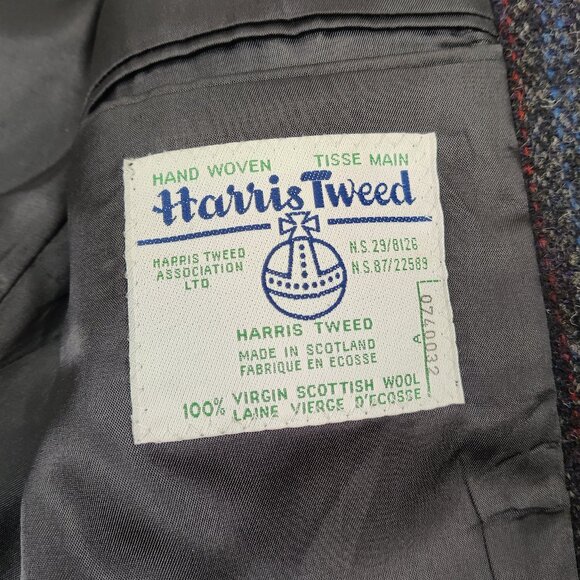 HAND WOVEN TISSE MAIN
Harris Tweed
HARRIS TWEED
ASSOCIATION
LTD
N.S. 29/8126
N.S. 87/22589
HARRIS TWEED
MADE IN SCOTLAND
FABRIQUE EN ECOSSE
100% VIRGIN SCOTTISH WOOL
LAINE VIERGE D'ECOSSE
0740032
A